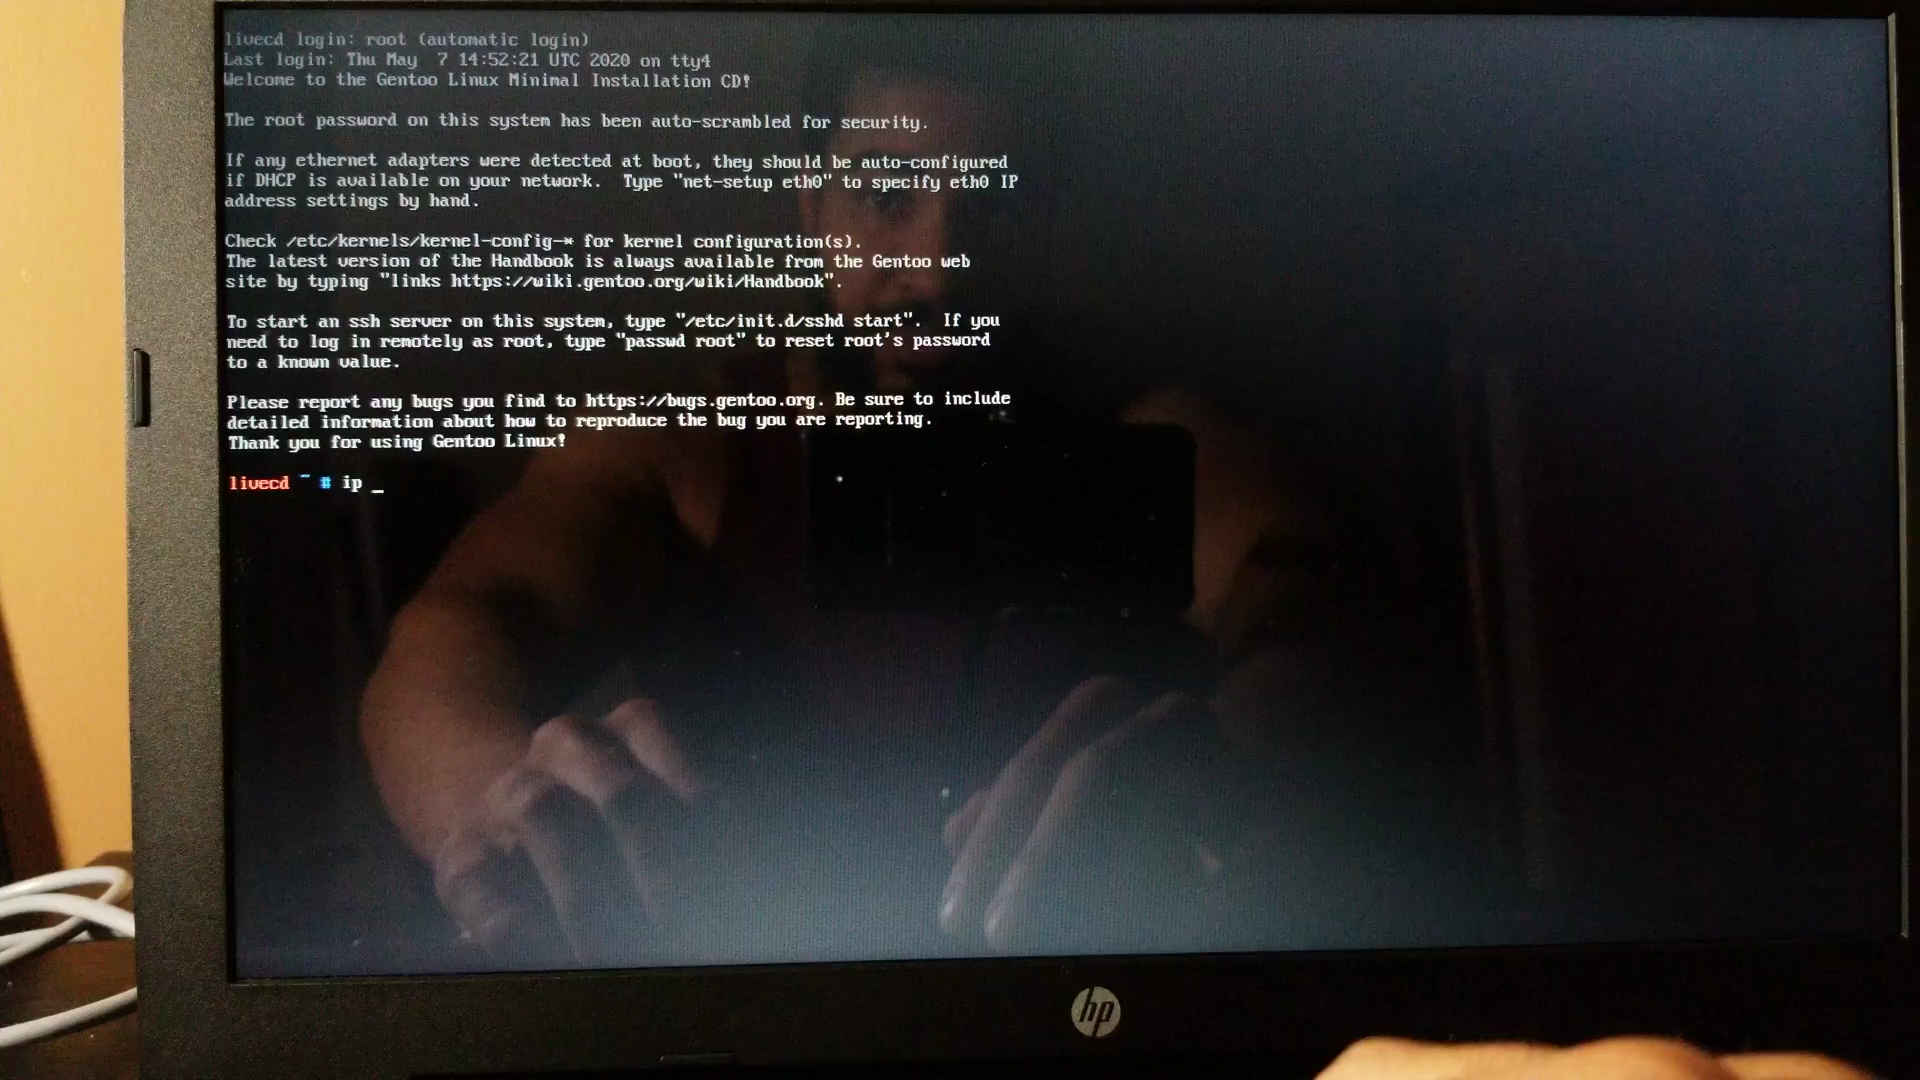 livecd login: root (automatic login)
Last login: Thu May  7 14:52:21 UTC 2020 on tty4
Welcome to the Gentoo Linux Minimal Installation CD!
The root password on this system has been auto-scrambled for security.
If any ethernet adapters were detected at boot, they should be auto-configured
if DHCP is available on your network.  Type "net-setup eth0" to specify eth0 IP
address settings by hand.
Check /etc/kernels/kernel-config-* for kernel configuration(s).
The latest version of the Handbook is always available from the Gentoo web
site by typing "links https://wiki.gentoo.org/wiki/Handbook".
To start an ssh server on this system, type "/etc/init.d/sshd start".  If you
need to log in remotely as root, type "passwd root" to reset root's password
to a known value.
Please report any bugs you find to https://bugs.gentoo.org. Be sure to include
detailed information about how to reproduce the bug you are reporting.
Thank you for using Gentoo Linux!
livecd ~ # ip _
hp